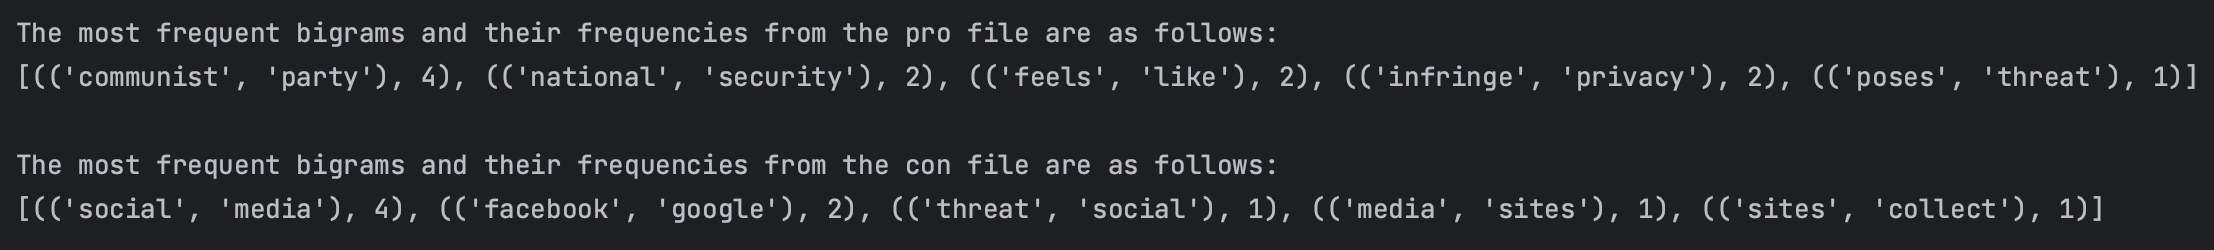 The most frequent bigrams and their frequencies from the pro file are as follows:
[(('communist', 'party'), 4), (('national', 'security'), 2), (('feels', 'like'), 2), (('infringe', 'privacy'), 2), (('poses', 'threat'), 1)]
The most frequent bigrams and their frequencies from the con file are as follows:
[(('social', 'media'), 4), (('facebook', 'google'), 2), (('threat', 'social'), 1), (('media', 'sites'), 1), (('sites', 'collect'), 1)]